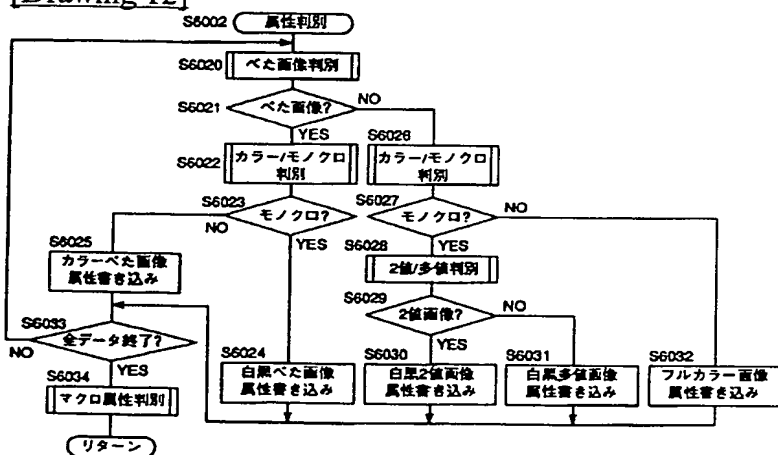 [Drawing 12]
S6002
属性判別
S6020
べた画像判別
S6021
べた画像?
NO
YES
S6022
カラー/モノクロ
判別
S6026
カラー/モノクロ
判別
S6023
モノクロ?
NO
YES
S6027
モノクロ?
NO
YES
S6025
カラーべた画像
属性書き込み
S6028
2値/多値判別
S6029
2値画像?
NO
YES
S6033
全データ終了?
NO
YES
S6024
白黒べた画像
属性書き込み
S6030
白黒2値画像
属性書き込み
S6031
白黒多値画像
属性書き込み
S6032
フルカラー画像
属性書き込み
S6034
マクロ属性判別
リターン